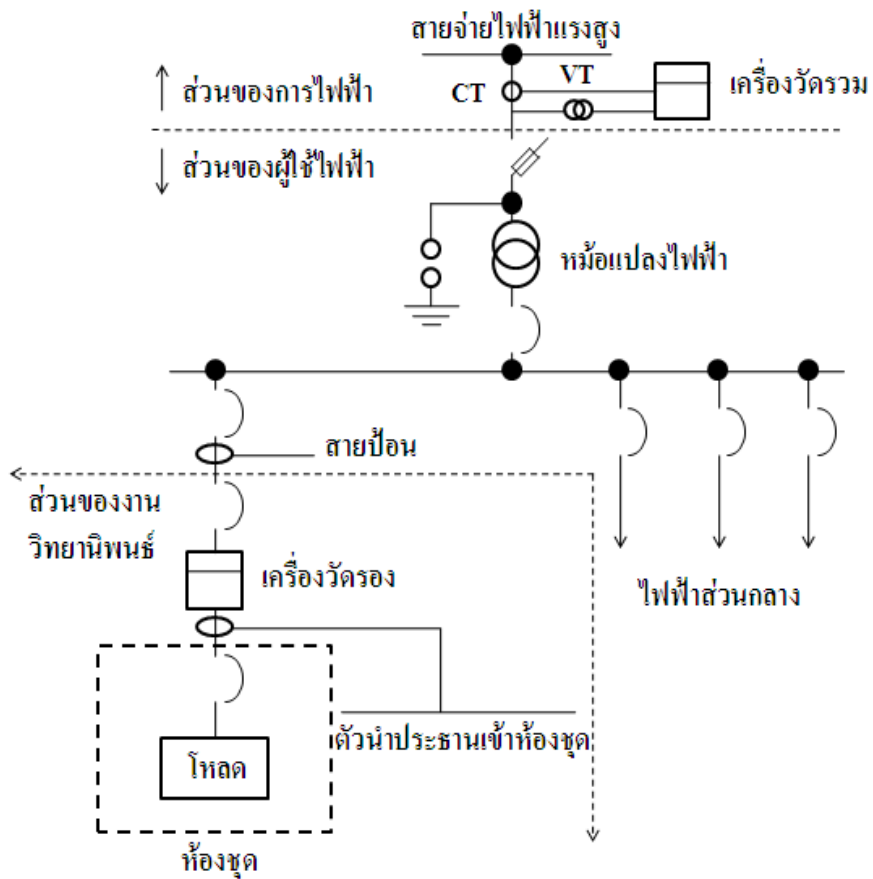 สายจ่ายไฟฟ้าแรงสูง
VT
CT
เครื่องวัดรวม
ส่วนของการไฟฟ้า
ส่วนของผู้ใช้ไฟฟ้า
หม้อแปลงไฟฟ้า
สายป้อน
ส่วนของงาน
วิทยานิพนธ์
เครื่องวัดรอง
ไฟฟ้าส่วนกลาง
ตัวนำประธานเข้าห้องชุด
โหลด
ห้องชุด